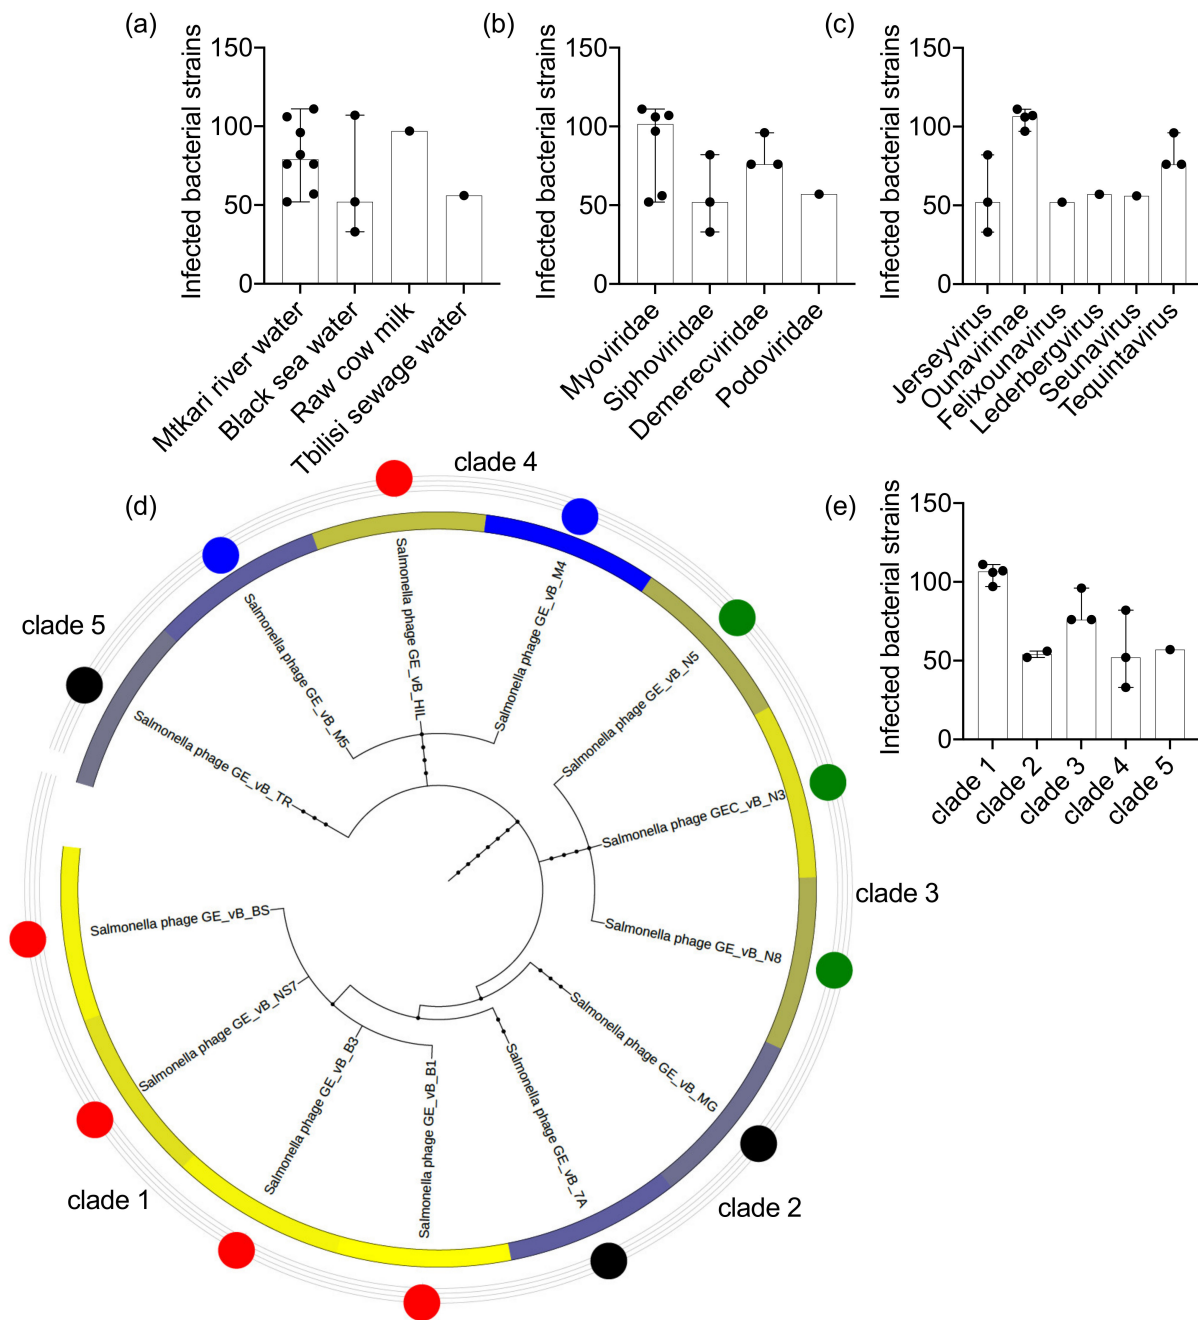 (a)
Infected bacterial strains
150
100
50
0
Mtkari river water
Black sea water
Raw cow milk
Tbilisi sewage water
(b)
Infected bacterial strains
150
100
50
0
Myoviridae
Siphoviridae
Demerecviridae
Podoviridae
(c)
Infected bacterial strains
150
100
50
0
Jerseyvirus
Ounavirinae
Felixounavirus
Lederbergvirus
Seunavirus
Tequintavirus
(d)
clade 4
clade 5
clade 3
clade 2
clade 1
Salmonella phage GE_vB_TR
Salmonella phage GE_vB_M5
Salmonella phage GE_vB_HIL
Salmonella phage GE_vB_M4
Salmonella phage GE_vB_N5
Salmonella phage GEC_vB_N3
Salmonella phage GE_vB_N8
Salmonella phage GE_vB_MG
Salmonella phage GE_vB_7A
Salmonella phage GE_vB_B1
Salmonella phage GE_vB_B3
Salmonella phage GE_vB_NS7
Salmonella phage GE_vB_BS
(e)
Infected bacterial strains
150
100
50
0
clade 1
clade 2
clade 3
clade 4
clade 5